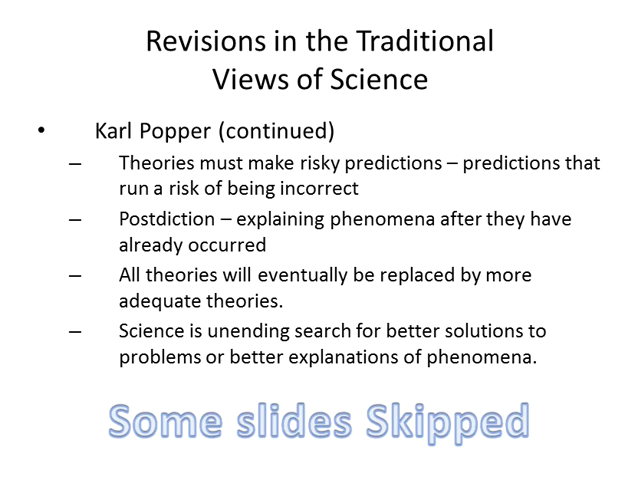 Revisions in the Traditional
Views of Science
• Karl Popper (continued)
– Theories must make risky predictions – predictions that
run a risk of being incorrect
– Postdiction – explaining phenomena after they have
already occurred
– All theories will eventually be replaced by more
adequate theories.
– Science is unending search for better solutions to
problems or better explanations of phenomena.
Some slides Skipped